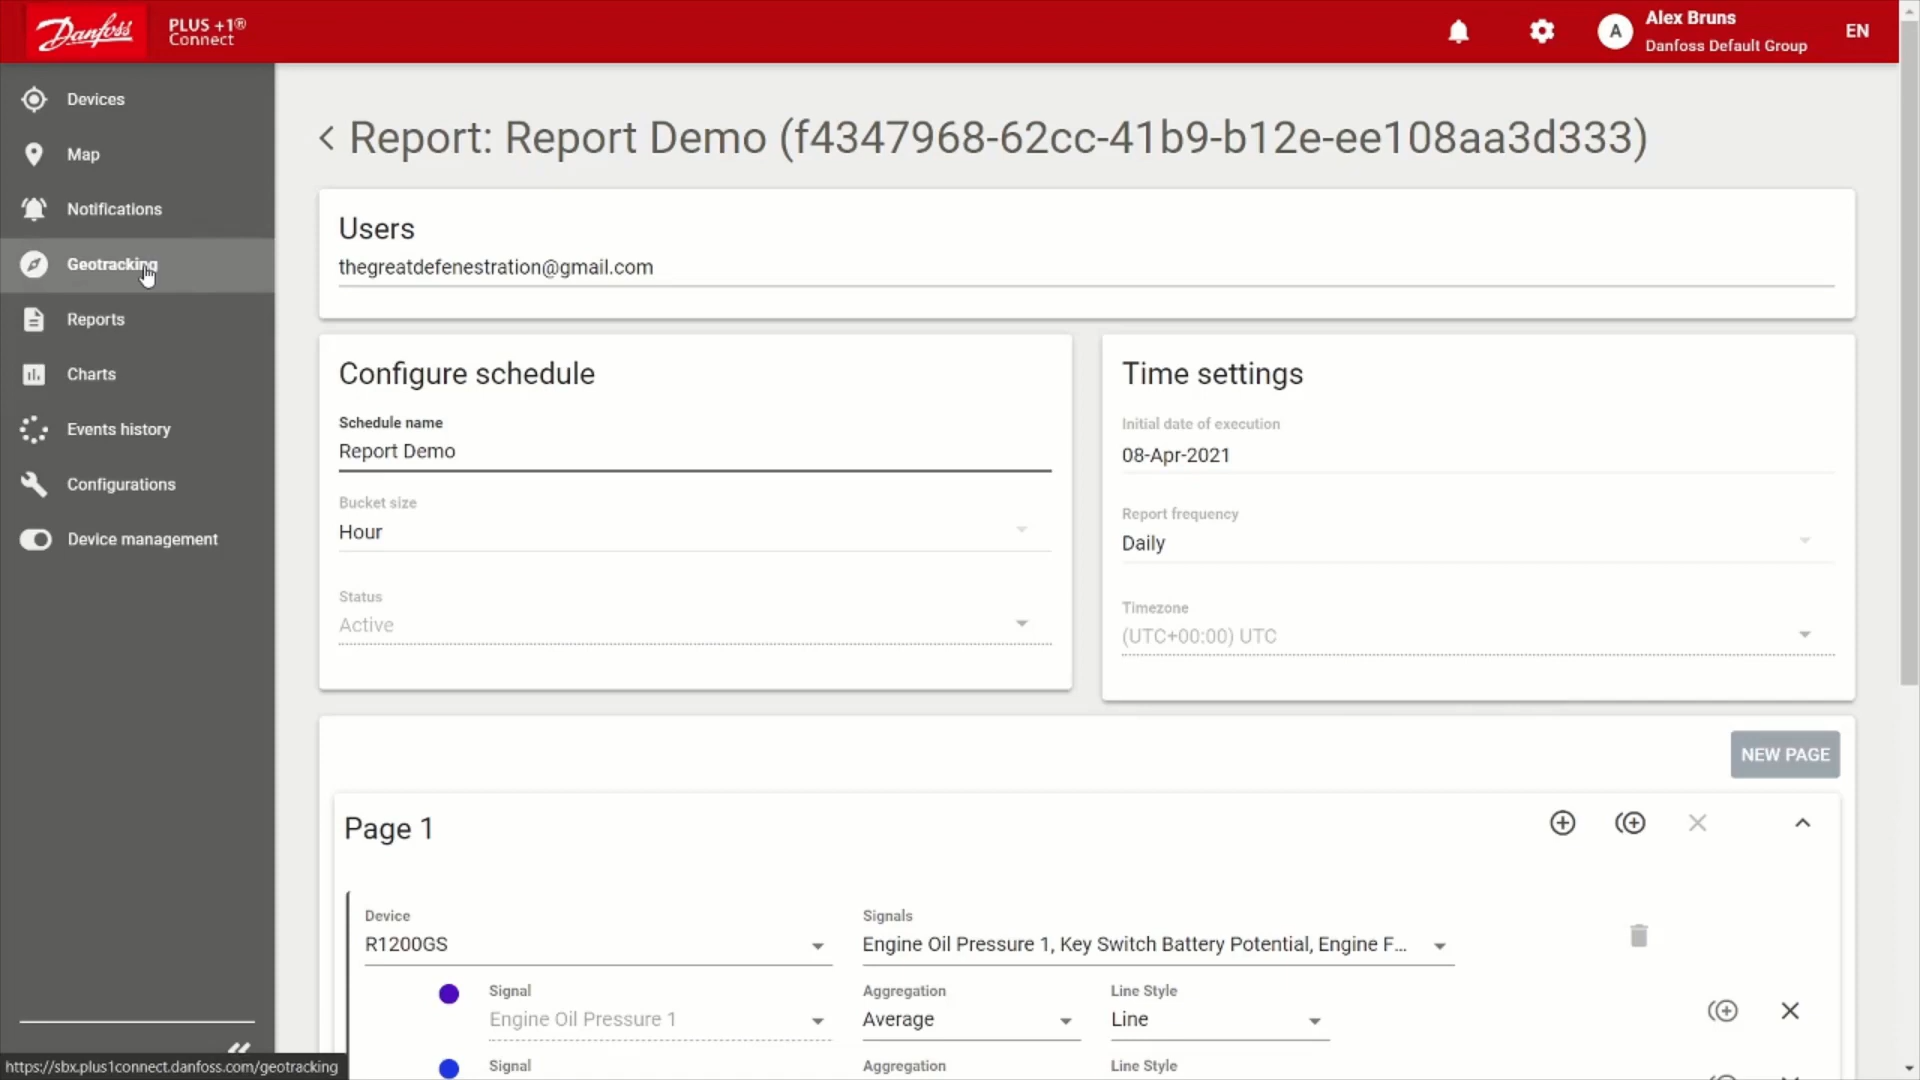 Danfoss
PLUS +1®
Connect
A
Alex Bruns
Danfoss Default Group
EN
Devices
Map
Notifications
Geotracking
Reports
Charts
Events history
Configurations
Device management
https://sbx.plus1connect.danfoss.com/geotracking
Report: Report Demo (f4347968-62cc-41b9-b12e-ee108aa3d333)
Users
thegreatdefenestration@gmail.com
Configure schedule
Schedule name
Report Demo
Bucket size
Hour
Status
Active
Time settings
Initial date of execution
08-Apr-2021
Report frequency
Daily
Timezone
(UTC+00:00) UTC
NEW PAGE
Page 1
Device
R1200GS
Signals
Engine Oil Pressure 1, Key Switch Battery Potential, Engine F...
Signal
Engine Oil Pressure 1
Aggregation
Average
Line Style
Line
Signal
Aggregation
Line Style